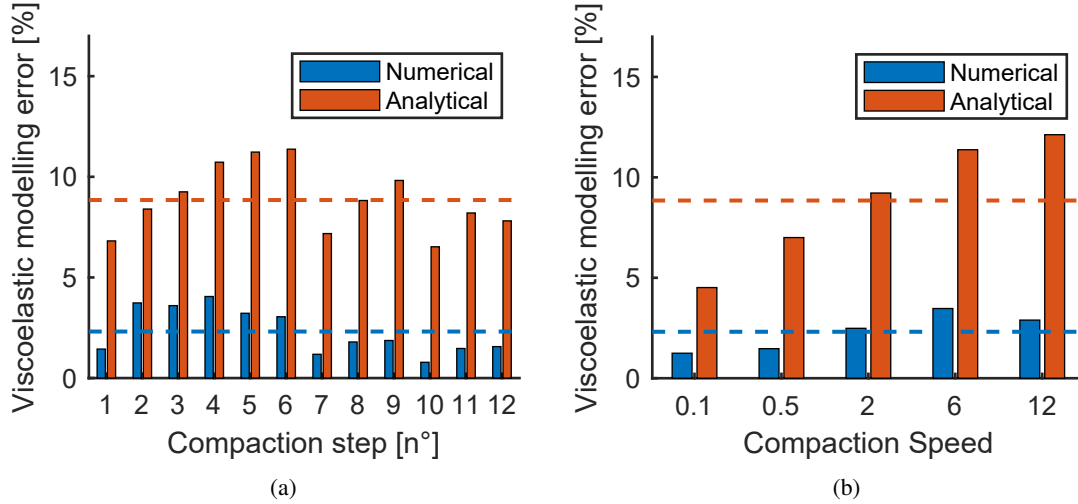 Viscoelastic modelling error [%]
15
10
5
0
Numerical
Analytical
1 2 3 4 5 6 7 8 9 10 11 12
Compaction step [n°]
(a)
Viscoelastic modelling error [%]
15
10
5
0
Numerical
Analytical
0.1 0.5 2 6 12
Compaction Speed
(b)